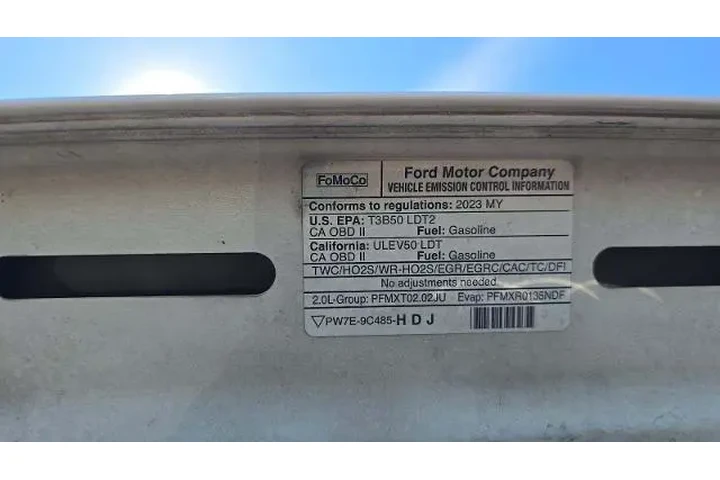 FoMoCo
Ford Motor Company
VEHICLE EMISSION CONTROL INFORMATION
Conforms to regulations: 2023 MY
U.S. EPA: T3B50 LDT2
CA OBD II Fuel: Gasoline
California: ULEV50 LDT
CA OBD II Fuel: Gasoline
TWC/HO2S/WR-HO2S/EGR/EGRC/CAC/TC/DFI
No adjustments needed.
2.0L-Group: PFMXT02.02JU Evap: PFMXR0135NDF
PW7E-9C485-HDJ